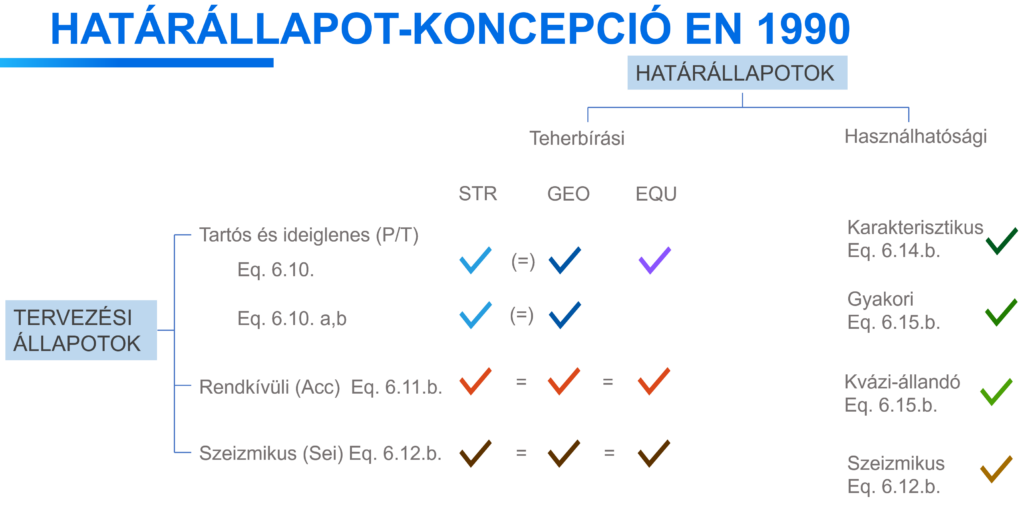 HATÁRÁLLAPOT-KONCEPCIÓ EN 1990
HATÁRÁLLAPOTOK
Teherbírási
Használhatósági
STR GEO EQU
Tartós és ideiglenes (P/T)
Eq. 6.10.
(=)
Eq. 6.10. a,b
(=)
TERVEZÉSI
ÁLLAPOTOK
Rendkívüli (Acc) Eq. 6.11.b.
= =
Szeizmikus (Sei) Eq. 6.12.b.
= =
Karakterisztikus
Eq. 6.14.b.
Gyakori
Eq. 6.15.b.
Kvázi-állandó
Eq. 6.15.b.
Szeizmikus
Eq. 6.12.b.